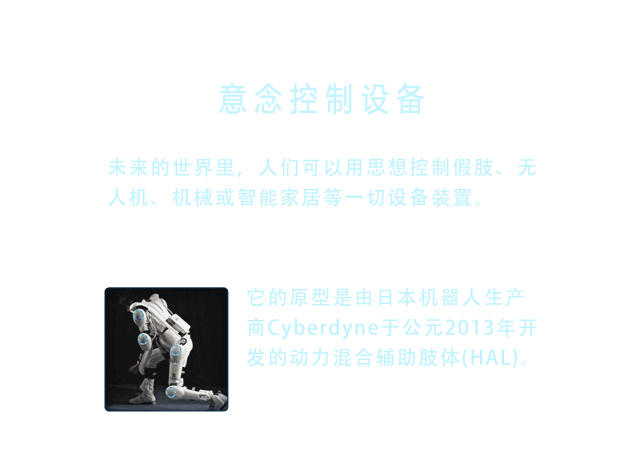 意念控制设备
未来的世界里，人们可以用思想控制假肢、无
人机、机械或智能家居等一切设备装置。
它的原型是由日本机器人生产
商Cyberdyne于公元2013年开
发的动力混合辅助肢体(HAL)。